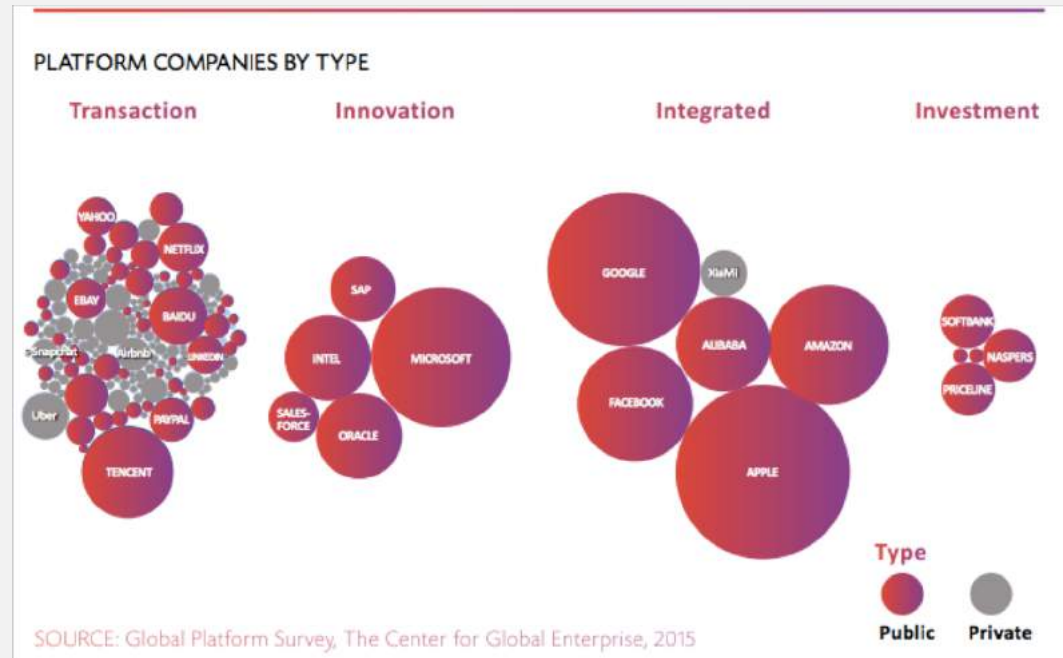 PLATFORM COMPANIES BY TYPE
Transaction
Innovation
Integrated
Investment
YAHOO
NETFLIX
EBAY
BAIDU
Snapchat
Airbnb
LINKEDIN
Uber
PAYPAL
TENCENT
SAP
INTEL
MICROSOFT
SALES-
FORCE
ORACLE
GOOGLE
XiaMi
ALIBABA
AMAZON
FACEBOOK
APPLE
SOFTBANK
NASPERS
PRICELINE
Type
Public
Private
SOURCE: Global Platform Survey, The Center for Global Enterprise, 2015